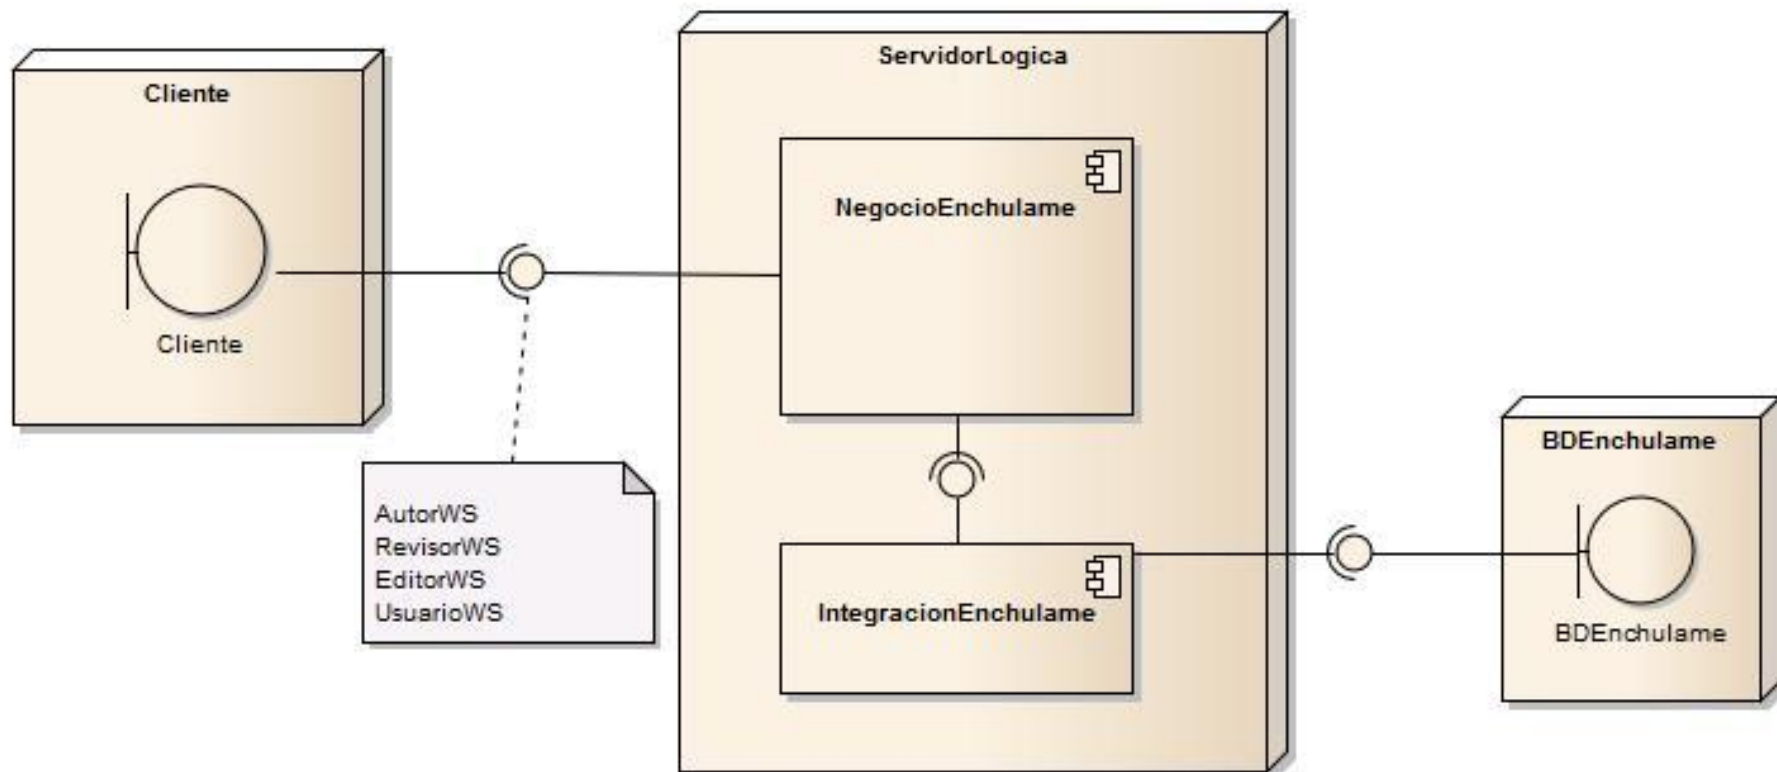 Cliente
Cliente
AutorWS
RevisorWS
EditorWS
UsuarioWS
ServidorLogica
NegocioEnchulame
IntegracionEnchulame
BDEnchulame
BDEnchulame